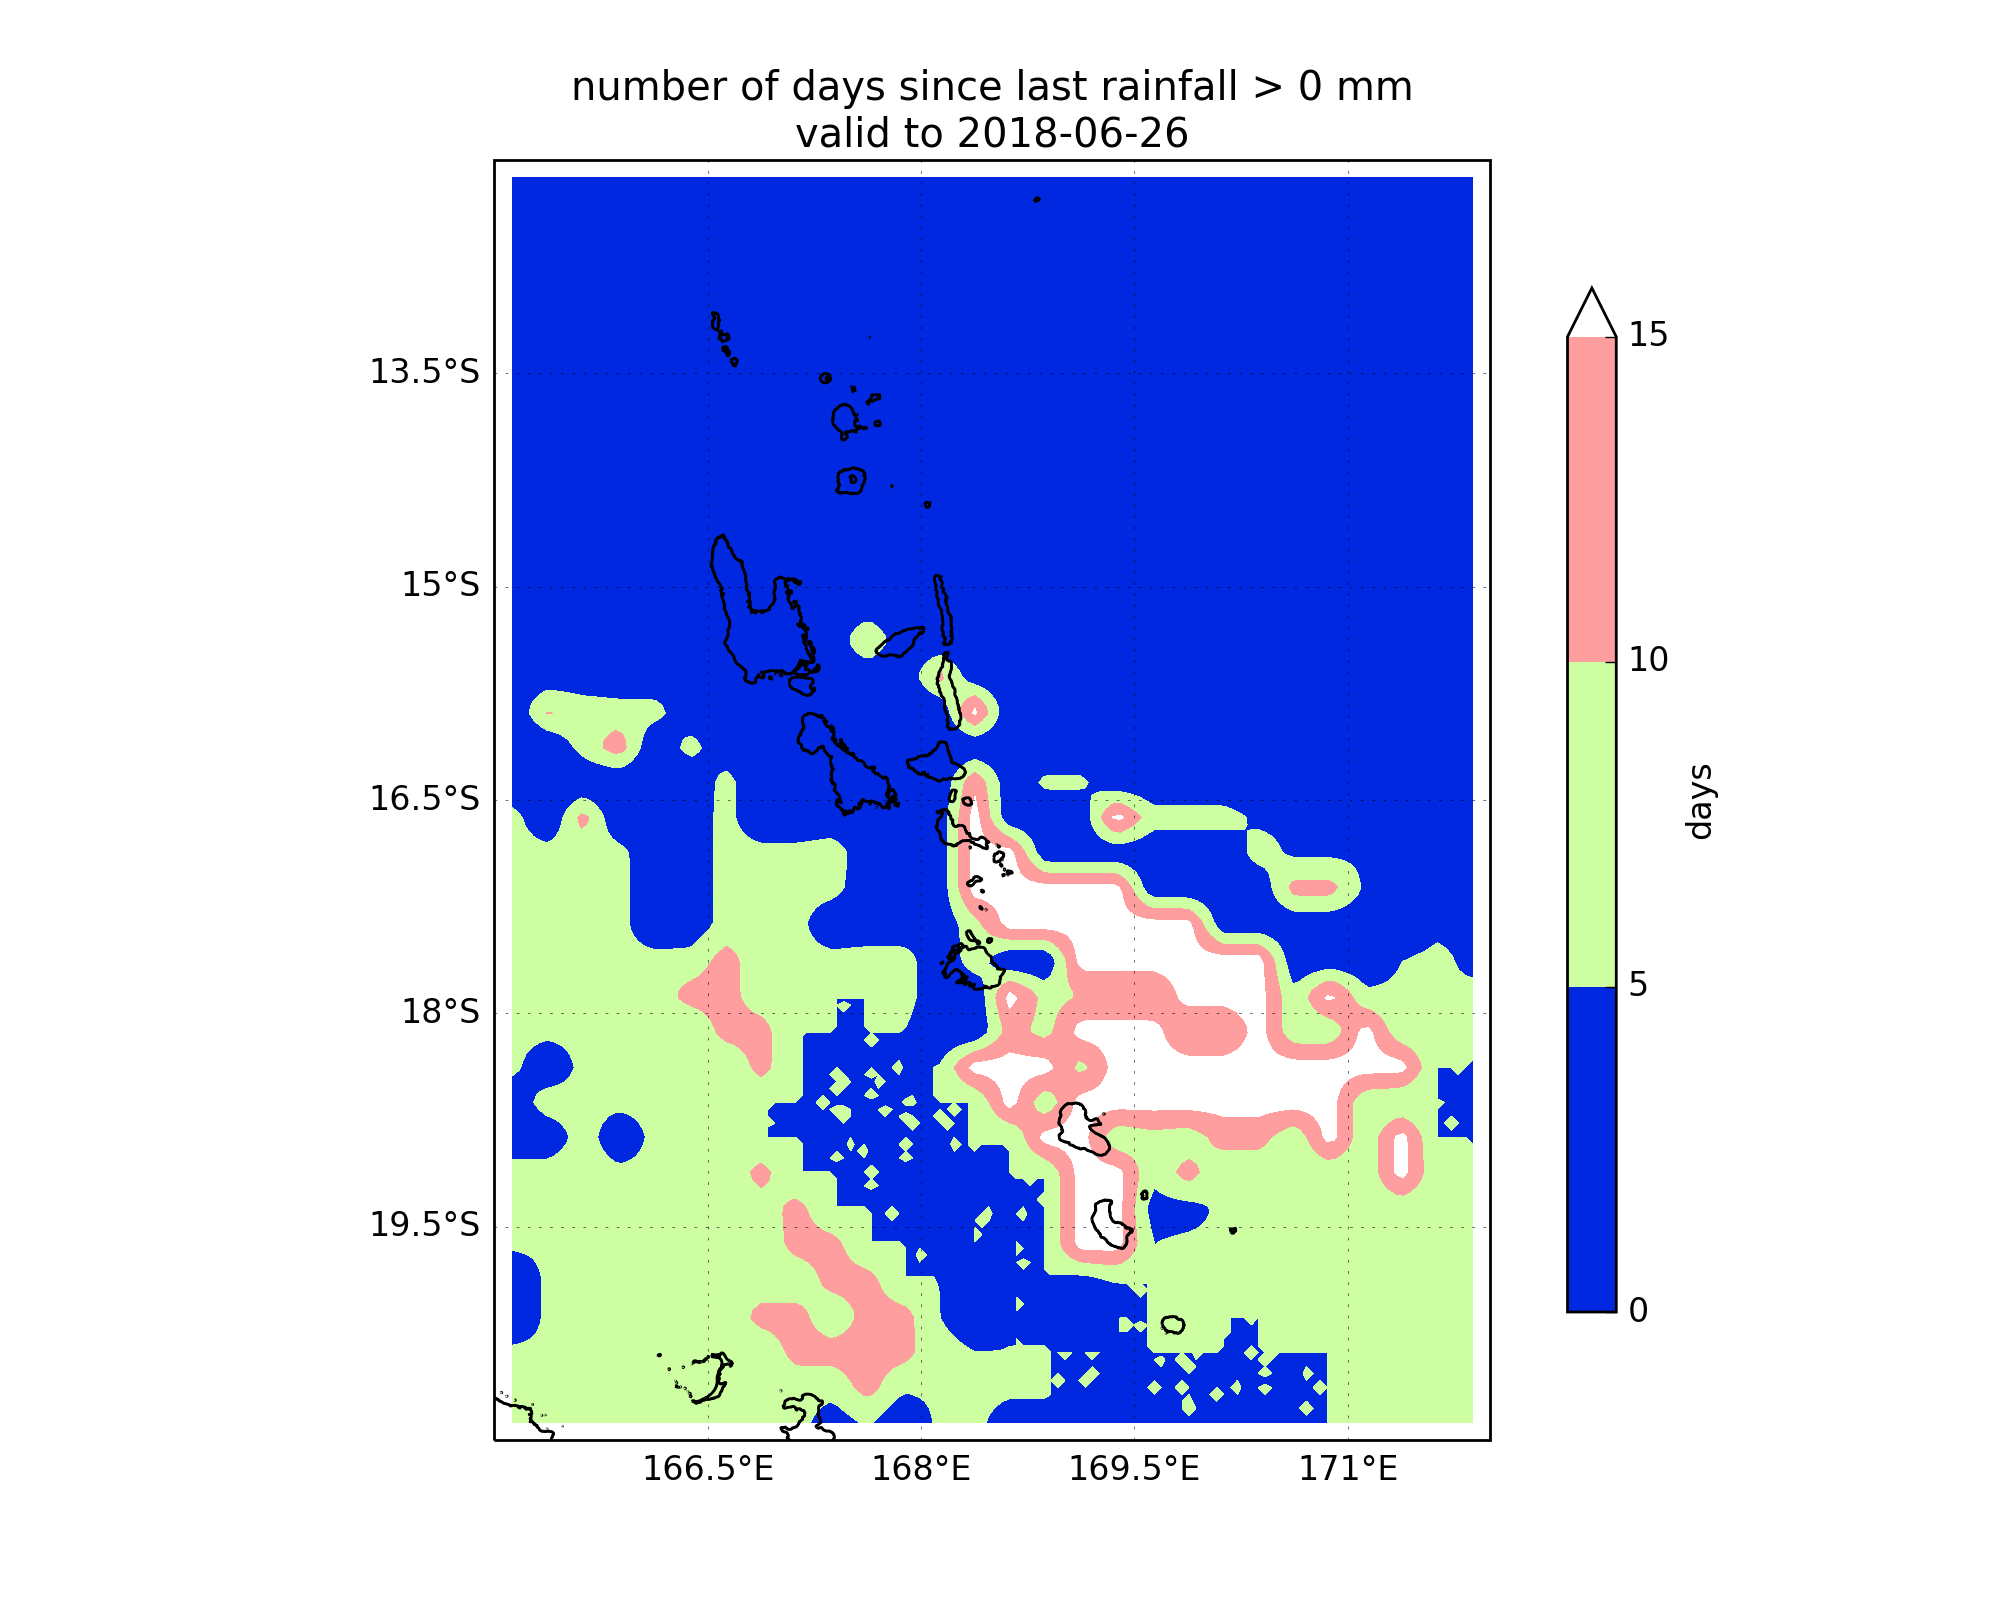 number of days since last rainfall > 0 mm
valid to 2018-06-26
13.5°S
15°S
16.5°S
18°S
19.5°S
166.5°E
168°E
169.5°E
171°E
15
10
5
0
days